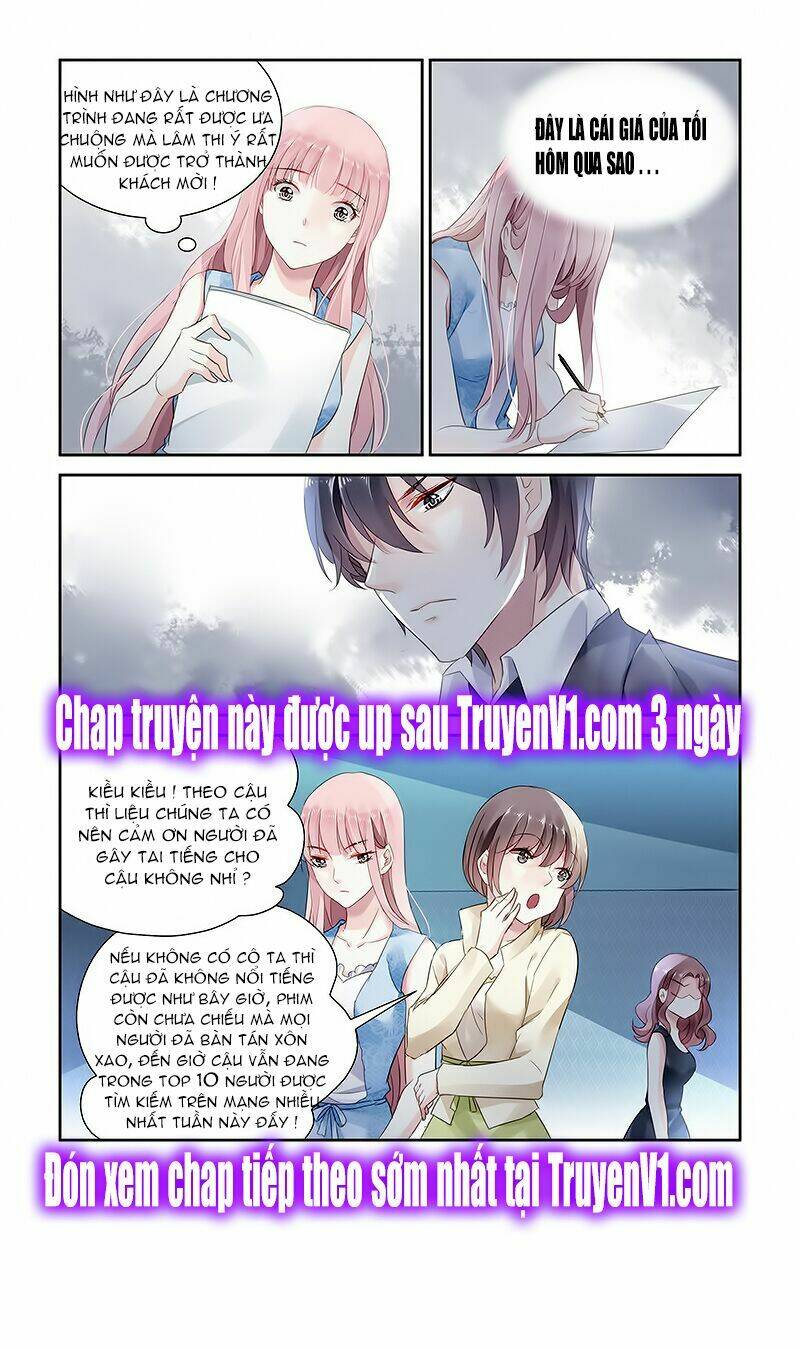 HÌNH NHƯ ĐÂY LÀ CHƯƠNG
TRÌNH ĐANG RẤT ĐƯỢC ƯA
CHUỘNG MÀ LÂM THI Ý RẤT
MUỐN ĐƯỢC TRỞ THÀNH
KHÁCH MỜI !
ĐÂY LÀ CÁI GIÁ CỦA TỐI
HÔM QUA SAO . . .
Chap truyện này được up sau TruyenV1.com 3 ngày
KIỀU KIỀU ! THEO CẬU
THÌ LIỆU CHÚNG TA CÓ
NÊN CẢM ƠN NGƯỜI ĐÃ
GÂY TAI TIẾNG CHO
CẬU KHÔNG NHỈ ?
NẾU KHÔNG CÓ CÔ TA THÌ
CẬU ĐÃ KHÔNG NỔI TIẾNG
ĐƯỢC NHƯ BÂY GIỜ, PHIM
CÒN CHƯA CHIẾU MÀ MỌI
NGƯỜI ĐÃ BÀN TÁN XÔN
XAO, ĐẾN GIỜ CẬU VẪN ĐANG
TRONG TOP 10 NGƯỜI ĐƯỢC
TÌM KIẾM TRÊN MẠNG NHIỀU
NHẤT TUẦN NÀY ĐẤY !
Đón xem chap tiếp theo sớm nhất tại TruyenV1.com